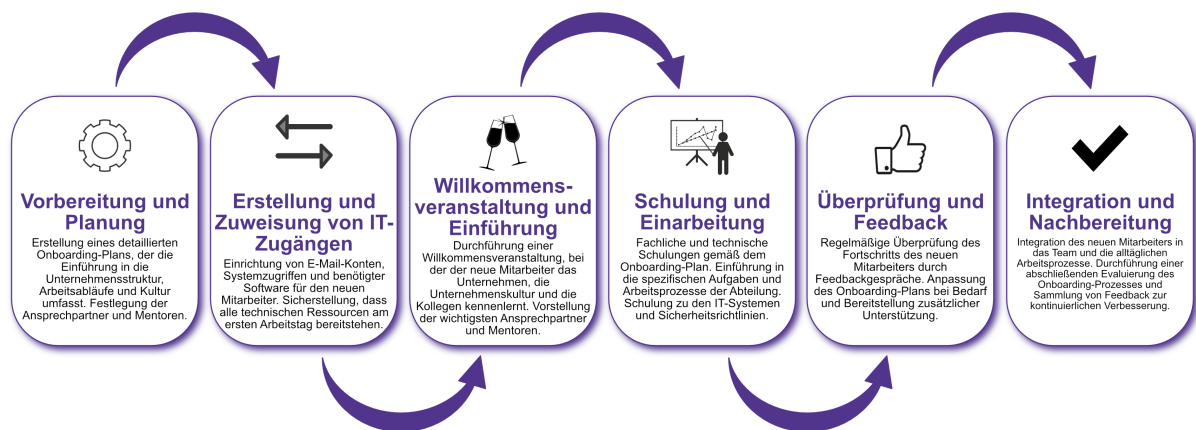 Vorbereitung und
Planung
Erstellung eines detaillierten
Onboarding-Plans, der die
Einführung in die
Unternehmensstruktur,
Arbeitsabläufe und Kultur
umfasst. Festlegung der
Ansprechpartner und Mentoren.
Erstellung und
Zuweisung von IT-
Zugängen
Einrichtung von E-Mail-Konten,
Systemzugriffen und benötigter
Software für den neuen
Mitarbeiter. Sicherstellung, dass
alle technischen Ressourcen am
ersten Arbeitstag bereitstehen.
Willkommens-
veranstaltung und
Einführung
Durchführung einer
Willkommensveranstaltung, bei
der der neue Mitarbeiter das
Unternehmen, die
Unternehmenskultur und die
Kollegen kennenlernt. Vorstellung
der wichtigsten Ansprechpartner
und Mentoren.
Schulung und
Einarbeitung
Fachliche und technische
Schulungen gemäß dem
Onboarding-Plan. Einführung in
die spezifischen Aufgaben und
Arbeitsprozesse der Abteilung.
Schulung zu den IT-Systemen
und Sicherheitsrichtlinien.
Überprüfung und
Feedback
Regelmäßige Überprüfung des
Fortschritts des neuen
Mitarbeiters durch
Feedbackgespräche. Anpassung
des Onboarding-Plans bei Bedarf
und Bereitstellung zusätzlicher
Unterstützung.
Integration und
Nachbereitung
Integration des neuen Mitarbeiters in
das Team und die alltäglichen
Arbeitsprozesse. Durchführung einer
abschließenden Evaluierung des
Onboarding-Prozesses und
Sammlung von Feedback zur
kontinuierlichen Verbesserung.